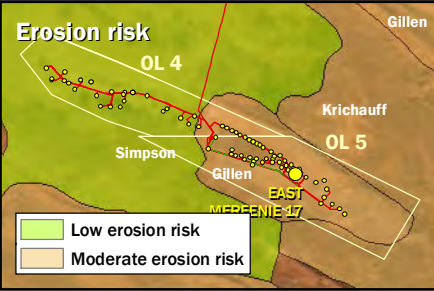 Erosion risk
Gillen
OL 4
Krichauff
OL 5
Simpson
Gillen
EAST
MEREENIE 17
Low erosion risk
Moderate erosion risk